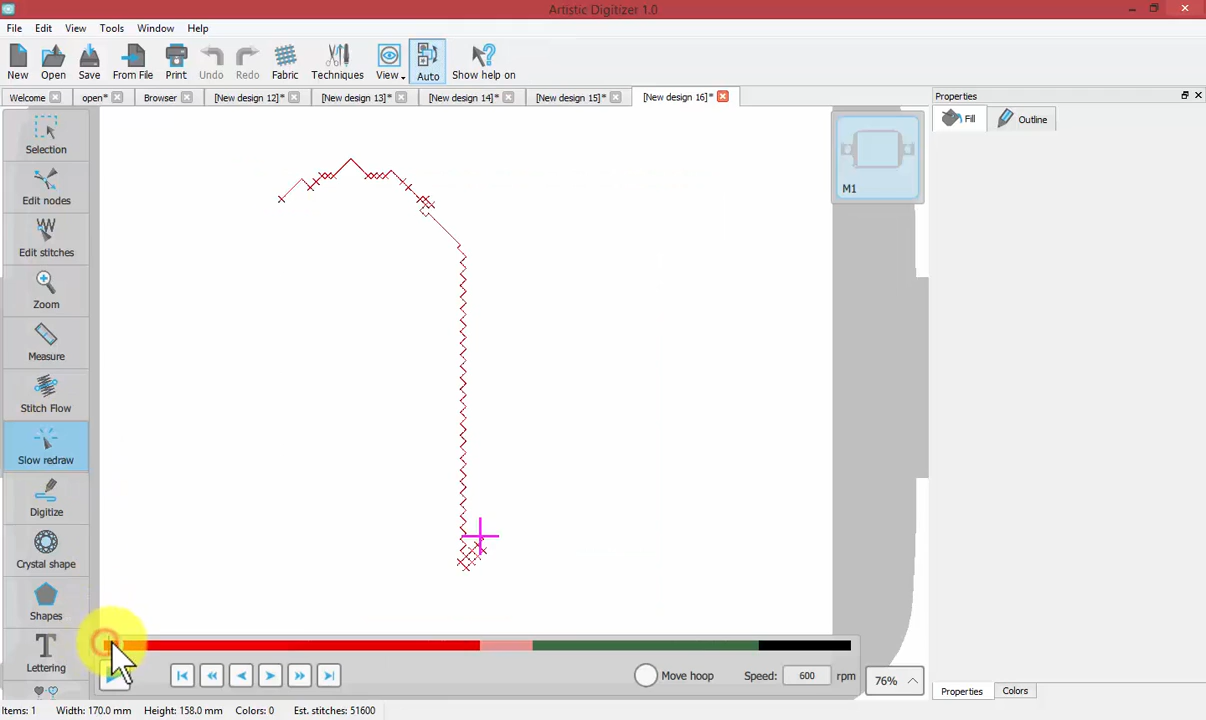 Artistic Digitizer 1.0
File Edit View Tools Window Help
New Open Save From File Print Undo Redo Fabric Techniques View Auto Show help on
Welcome open* Browser [New design 12]* [New design 13]* [New design 14]* [New design 15]* [New design 16]*
Properties
Fill Outline
Selection
M1
Edit nodes
Edit stitches
Zoom
Measure
Stitch Flow
Slow redraw
Digitize
Crystal shape
Shapes
Lettering
Move hoop Speed: 600 rpm 76%
Properties Colors
Items: 1 Width: 170.0 mm Height: 158.0 mm Colors: 0 Est. stitches: 51600